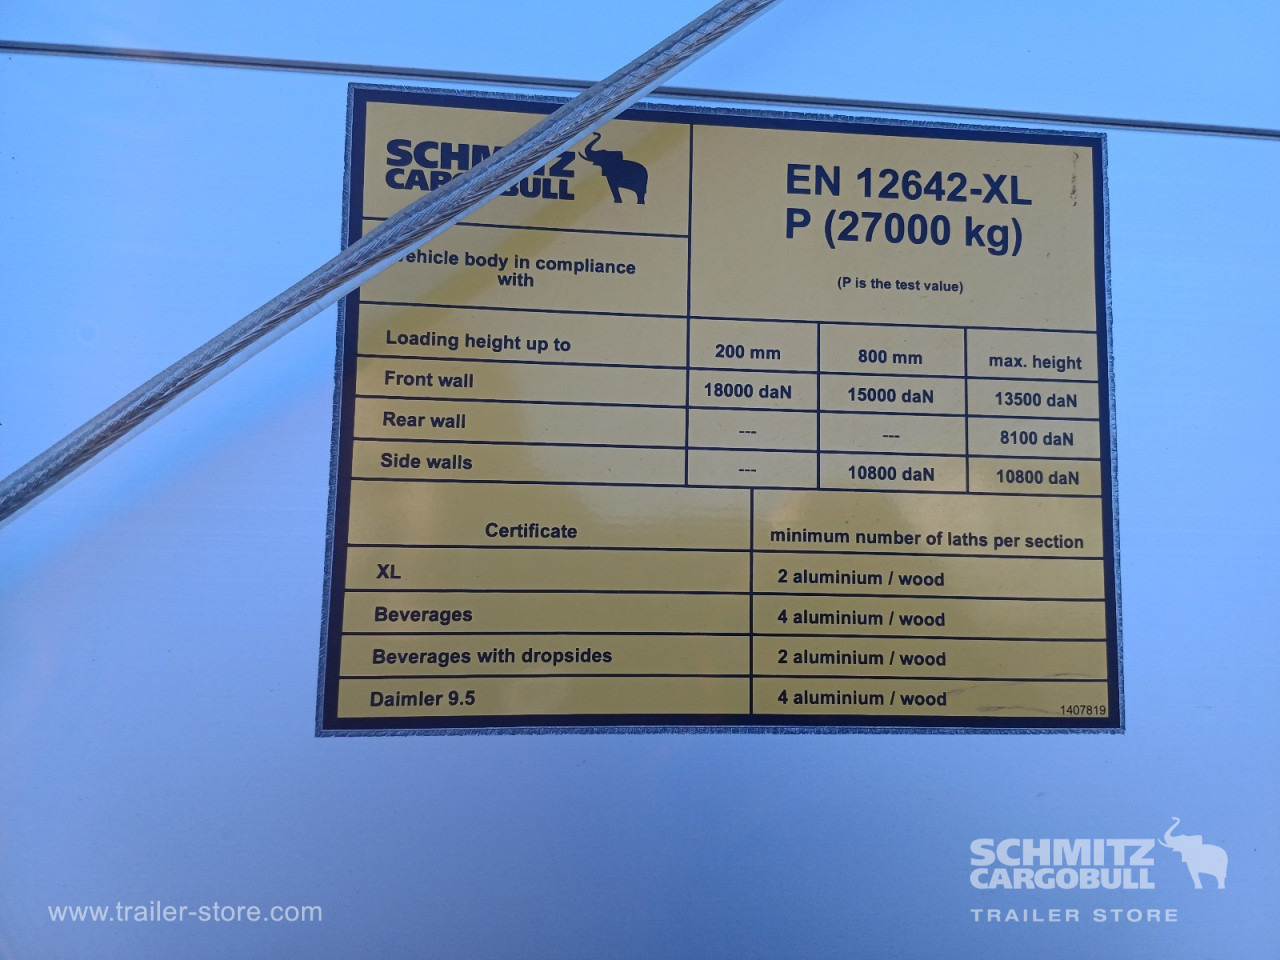 SCHMITZ
CARGOBULL
EN 12642-XL
P (27000 kg)
(P is the test value)
Vehicle body in compliance
with
Loading height up to 200 mm 800 mm max. height
Front wall 18000 daN 15000 daN 13500 daN
Rear wall --- --- 8100 daN
Side walls --- 10800 daN 10800 daN
Certificate minimum number of laths per section
XL 2 aluminium / wood
Beverages 4 aluminium / wood
Beverages with dropsides 2 aluminium / wood
Daimler 9.5 4 aluminium / wood
1407819
SCHMITZ
CARGOBULL
TRAILER STORE
www.trailer-store.com